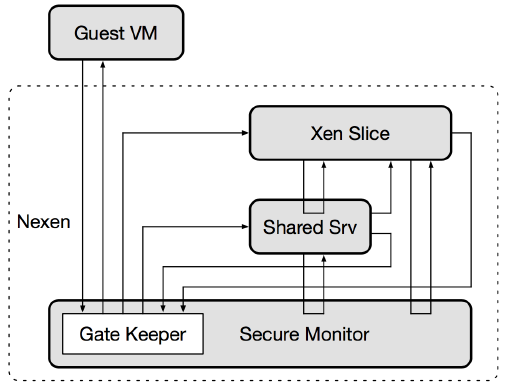 Guest VM
Xen Slice
Nexen
Shared Srv
Gate Keeper
Secure Monitor